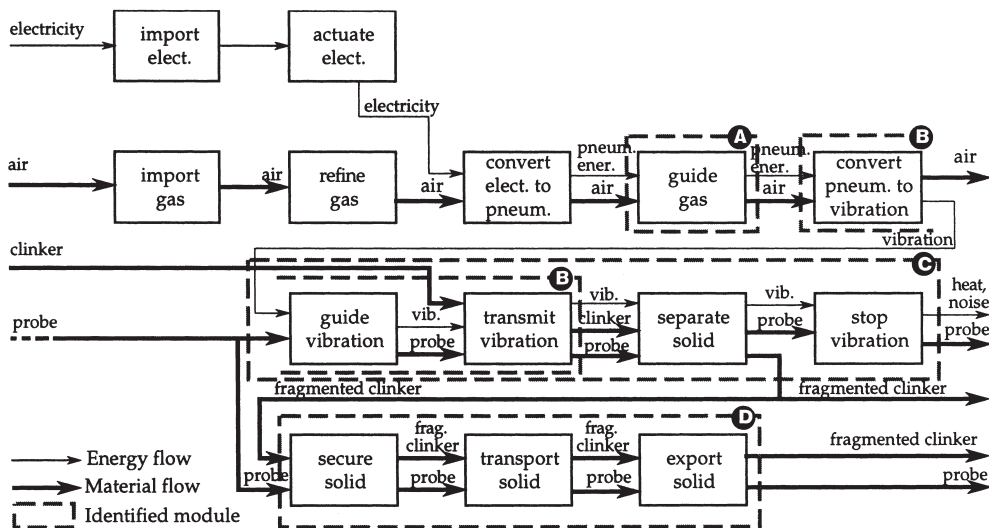 electricity
import
elect.
actuate
elect.
electricity
A
B
air
import
gas
air
refine
gas
air
convert
elect. to
pneum.
pneum.
ener.
air
guide
gas
pneum.
ener.
air
convert
pneum. to
vibration
air
vibration
clinker
C
B
probe
guide
vibration
vib.
probe
transmit
vibration
vib.
clinker
probe
separate
solid
vib.
probe
stop
vibration
heat,
noise
probe
fragmented clinker
fragmented clinker
D
probe
secure
solid
frag.
clinker
probe
transport
solid
frag.
clinker
probe
export
solid
fragmented clinker
probe
Energy flow
Material flow
Identified module